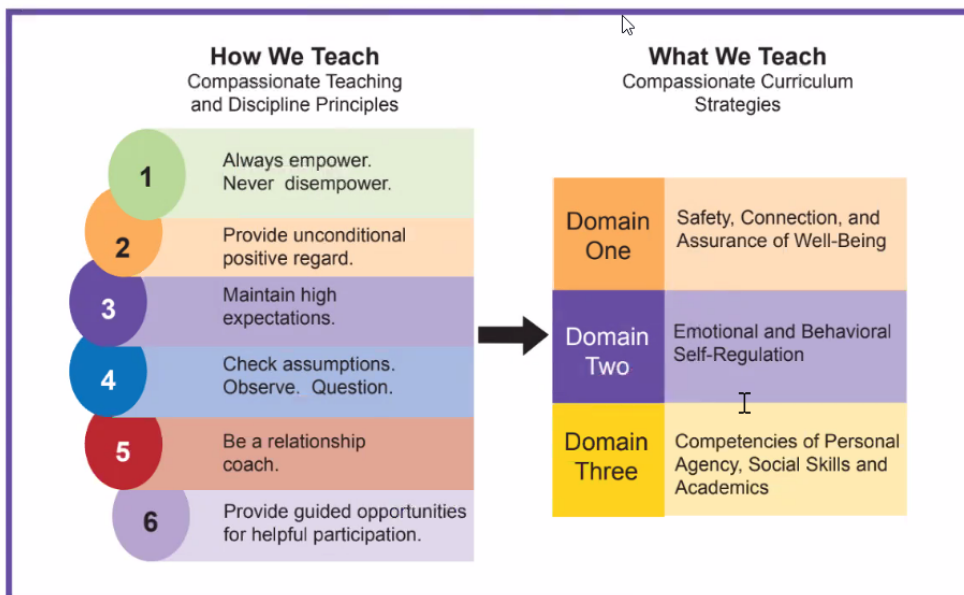 How We Teach
Compassionate Teaching
and Discipline Principles
1
Always empower.
Never disempower.
2
Provide unconditional
positive regard.
3
Maintain high
expectations.
4
Check assumptions.
Observe. Question.
5
Be a relationship
coach.
6
Provide guided opportunities
for helpful participation.
What We Teach
Compassionate Curriculum
Strategies
Domain
One
Safety, Connection, and
Assurance of Well-Being
Domain
Two
Emotional and Behavioral
Self-Regulation
Domain
Three
Competencies of Personal
Agency, Social Skills and
Academics